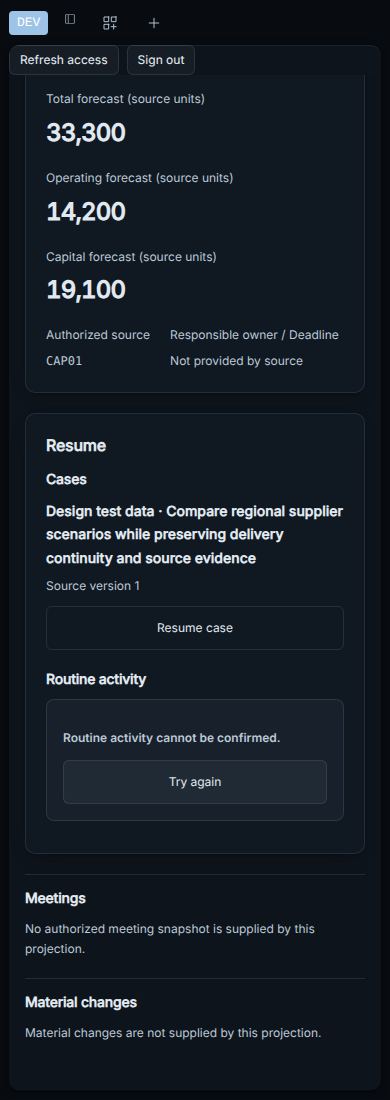 DEV
Refresh access
Sign out
Total forecast (source units)
33,300
Operating forecast (source units)
14,200
Capital forecast (source units)
19,100
Authorized source
Responsible owner / Deadline
CAP01
Not provided by source
Resume
Cases
Design test data · Compare regional supplier
scenarios while preserving delivery
continuity and source evidence
Source version 1
Resume case
Routine activity
Routine activity cannot be confirmed.
Try again
Meetings
No authorized meeting snapshot is supplied by this
projection.
Material changes
Material changes are not supplied by this projection.